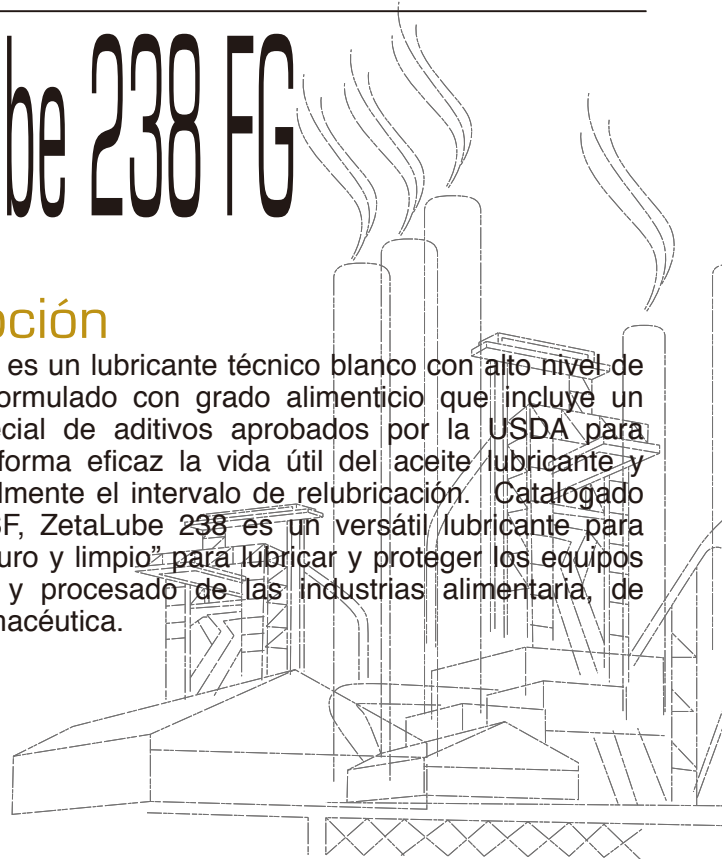 be 238 FG
pción
es un lubricante técnico blanco con alto nivel de
ormulado con grado alimenticio que incluye un
ecial de aditivos aprobados por la USDA para
forma eficaz la vida útil del aceite lubricante y
lmente el intervalo de relubricación. Catalogado
SF, ZetaLube 238 es un versátil lubricante para
uro y limpio” para lubricar y proteger los equipos
y procesado de las industrias alimentaria, de
macéutica.